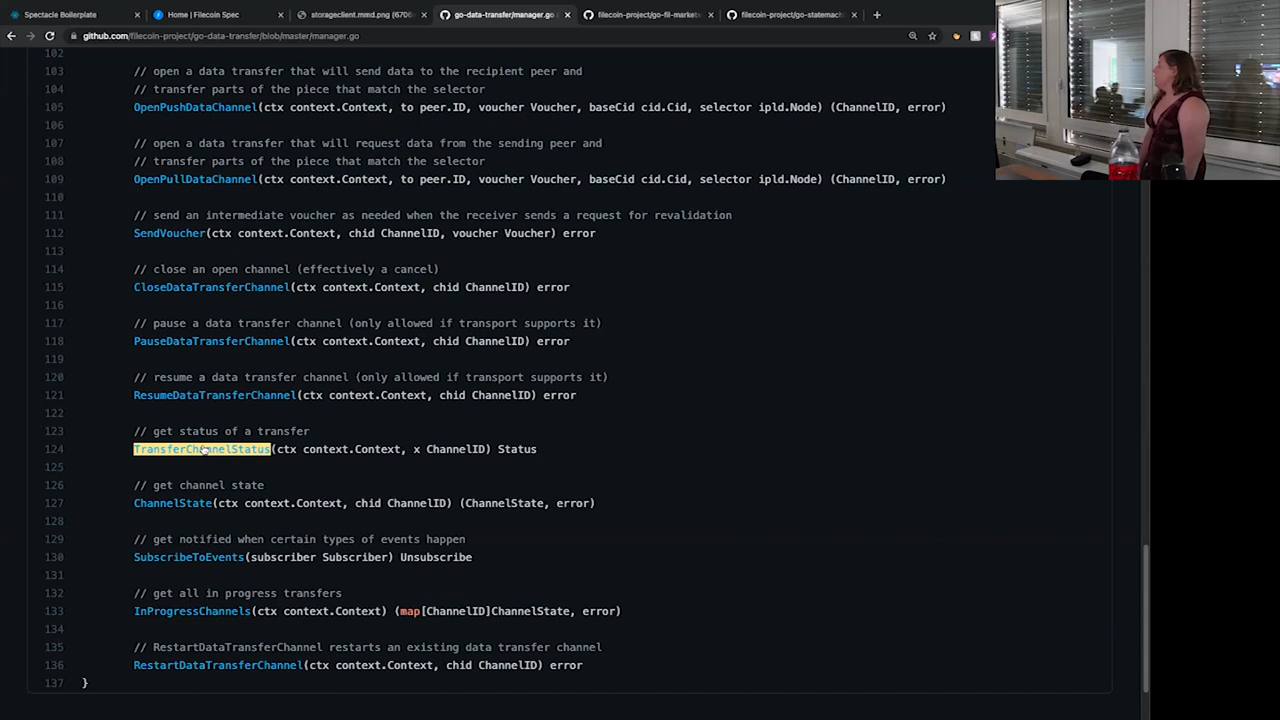 Spectacle Boilerplate
Home | Filecoin Spec
storageclient.mmd.png (6706
go-data-transfer/manager.go
filecoin-project/go-fil-markets
filecoin-project/go-statemach
github.com/filecoin-project/go-data-transfer/blob/master/manager.go
102
103 // open a data transfer that will send data to the recipient peer and
104 // transfer parts of the piece that match the selector
105 OpenPushDataChannel(ctx context.Context, to peer.ID, voucher Voucher, baseCid cid.Cid, selector ipld.Node) (ChannelID, error)
106
107 // open a data transfer that will request data from the sending peer and
108 // transfer parts of the piece that match the selector
109 OpenPullDataChannel(ctx context.Context, to peer.ID, voucher Voucher, baseCid cid.Cid, selector ipld.Node) (ChannelID, error)
110
111 // send an intermediate voucher as needed when the receiver sends a request for revalidation
112 SendVoucher(ctx context.Context, chid ChannelID, voucher Voucher) error
113
114 // close an open channel (effectively a cancel)
115 CloseDataTransferChannel(ctx context.Context, chid ChannelID) error
116
117 // pause a data transfer channel (only allowed if transport supports it)
118 PauseDataTransferChannel(ctx context.Context, chid ChannelID) error
119
120 // resume a data transfer channel (only allowed if transport supports it)
121 ResumeDataTransferChannel(ctx context.Context, chid ChannelID) error
122
123 // get status of a transfer
124 TransferChannelStatus(ctx context.Context, x ChannelID) Status
125
126 // get channel state
127 ChannelState(ctx context.Context, chid ChannelID) (ChannelState, error)
128
129 // get notified when certain types of events happen
130 SubscribeToEvents(subscriber Subscriber) Unsubscribe
131
132 // get all in progress transfers
133 InProgressChannels(ctx context.Context) (map[ChannelID]ChannelState, error)
134
135 // RestartDataTransferChannel restarts an existing data transfer channel
136 RestartDataTransferChannel(ctx context.Context, chid ChannelID) error
137 }